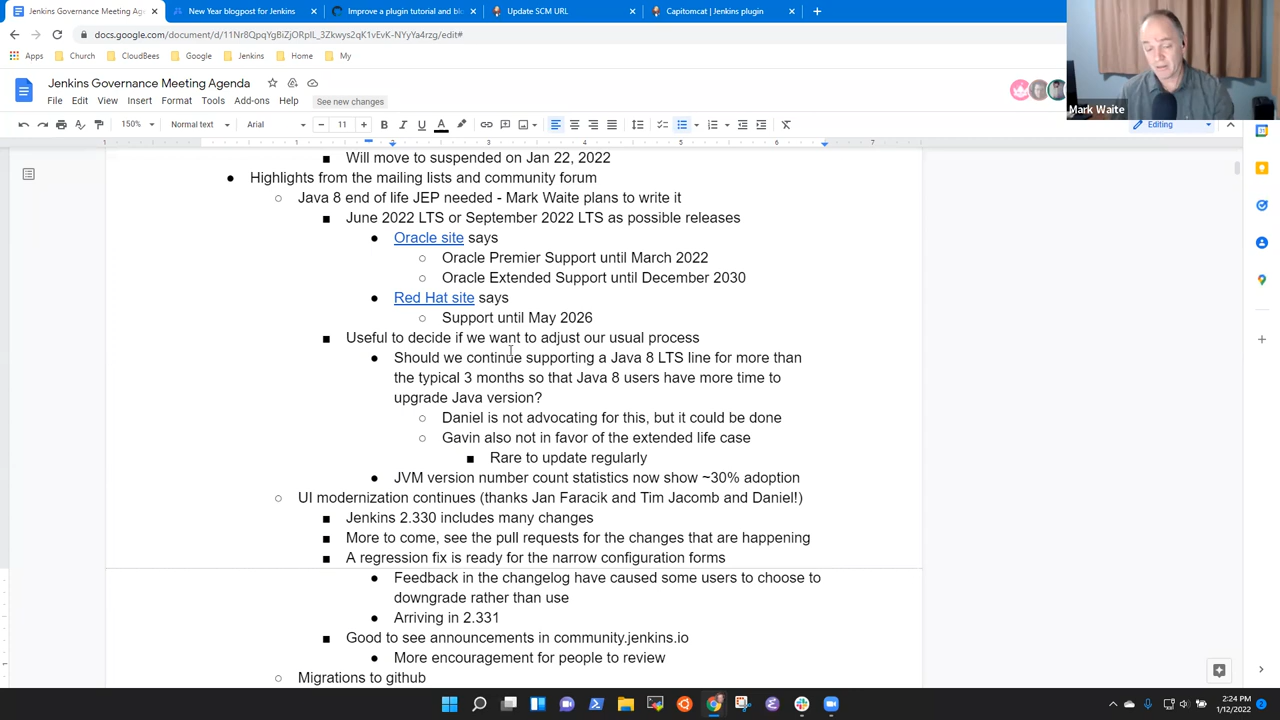 Jenkins Governance Meeting Ag
New Year blogpost for Jenkins
Improve a plugin tutorial and blo
Update SCM URL
Capitomcat | Jenkins plugin
docs.google.com/document/d/11Nr8QpqYgBiZjORpIL_3Zkwys2qK1vEvK-NYyYa4rzg/edit#
Apps
Church
CloudBees
Google
Jenkins
Home
My
Mark Waite
Jenkins Governance Meeting Agenda
File Edit View Insert Format Tools Add-ons Help See new changes
150% Normal text Arial 11 Editing
Will move to suspended on Jan 22, 2022
Highlights from the mailing lists and community forum
Java 8 end of life JEP needed - Mark Waite plans to write it
June 2022 LTS or September 2022 LTS as possible releases
Oracle site says
Oracle Premier Support until March 2022
Oracle Extended Support until December 2030
Red Hat site says
Support until May 2026
Useful to decide if we want to adjust our usual process
Should we continue supporting a Java 8 LTS line for more than
the typical 3 months so that Java 8 users have more time to
upgrade Java version?
Daniel is not advocating for this, but it could be done
Gavin also not in favor of the extended life case
Rare to update regularly
JVM version number count statistics now show ~30% adoption
UI modernization continues (thanks Jan Faracik and Tim Jacomb and Daniel!)
Jenkins 2.330 includes many changes
More to come, see the pull requests for the changes that are happening
A regression fix is ready for the narrow configuration forms
Feedback in the changelog have caused some users to choose to
downgrade rather than use
Arriving in 2.331
Good to see announcements in community.jenkins.io
More encouragement for people to review
Migrations to github
2:24 PM
1/12/2022